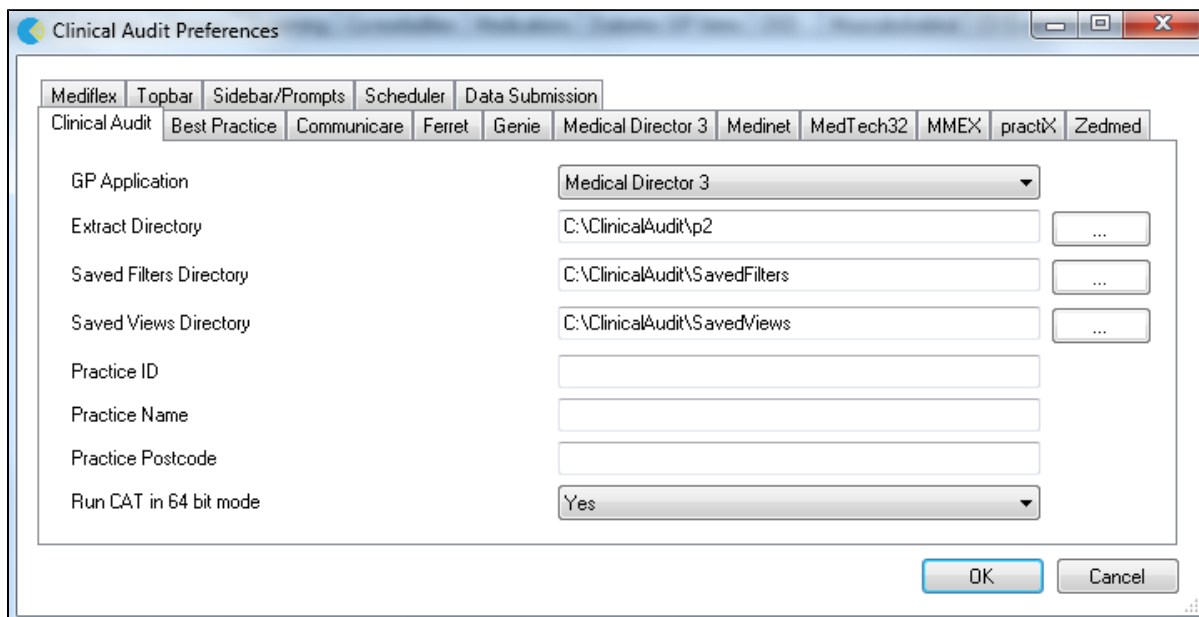 Clinical Audit Preferences
Mediflex Topbar Sidebar/Prompts Scheduler Data Submission
Clinical Audit Best Practice Communicare Ferret Genie Medical Director 3 Medinet MedTech32 MMEX practiX Zedmed
GP Application Medical Director 3
Extract Directory C:\ClinicalAudit\p2 ...
Saved Filters Directory C:\ClinicalAudit\SavedFilters ...
Saved Views Directory C:\ClinicalAudit\SavedViews ...
Practice ID
Practice Name
Practice Postcode
Run CAT in 64 bit mode Yes
OK Cancel